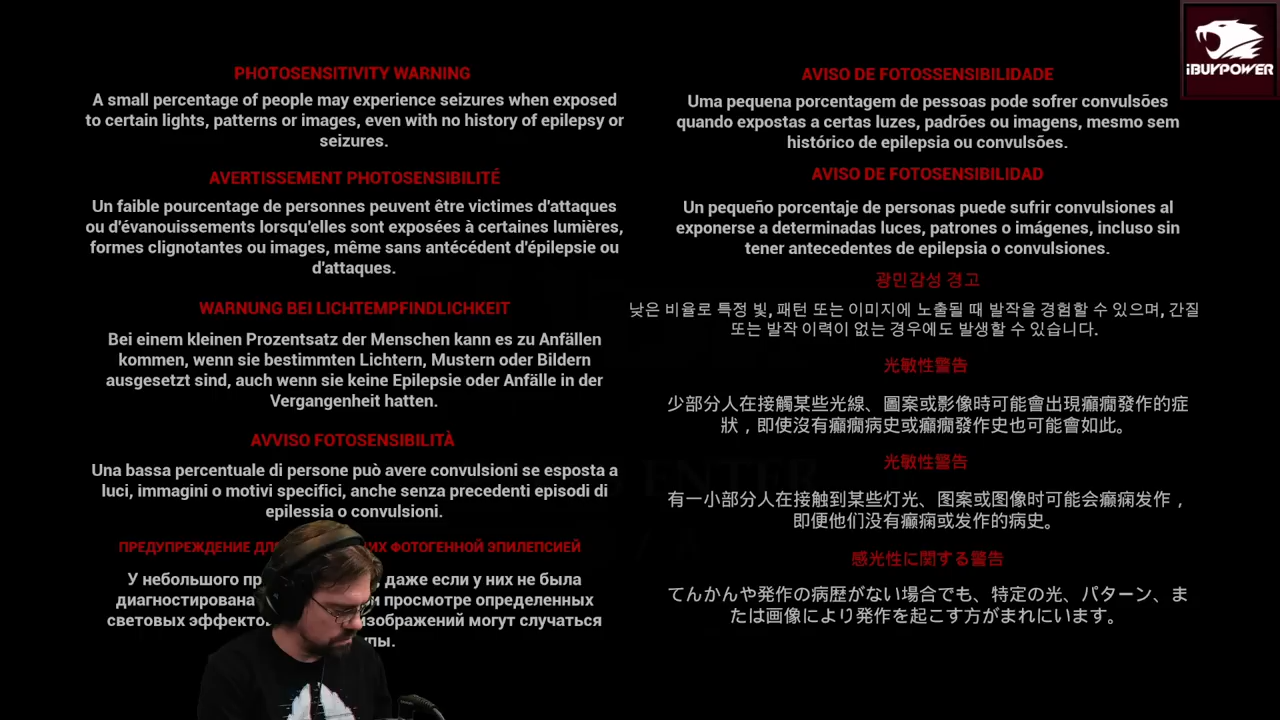 PHOTOSENSITIVITY WARNING
A small percentage of people may experience seizures when exposed
to certain lights, patterns or images, even with no history of epilepsy or
seizures.
AVERTISSEMENT PHOTOSENSIBILITÉ
Un faible pourcentage de personnes peuvent être victimes d'attaques
ou d'évanouissements lorsqu'elles sont exposées à certaines lumières,
formes clignotantes ou images, même sans antécédent d'épilepsie ou
d'attaques.
WARNUNG BEI LICHTEMPFINDLICHKEIT
Bei einem kleinen Prozentsatz der Menschen kann es zu Anfällen
kommen, wenn sie bestimmten Lichtern, Mustern oder Bildern
ausgesetzt sind, auch wenn sie keine Epilepsie oder Anfälle in der
Vergangenheit hatten.
AVVISO FOTOSENSIBILITÀ
Una bassa percentuale di persone può avere convulsioni se esposta a
luci, immagini o motivi specifici, anche senza precedenti episodi di
epilessia o convulsioni.
ПРЕДУПРЕЖДЕНИЕ ФОТОГЕННОЙ ЭПИЛЕПСИЕЙ
У небольшого даже если у них не была
диагностирована просмотре определенных
световых могут случаться
AVISO DE FOTOSSENSIBILIDADE
Uma pequena porcentagem de pessoas pode sofrer convulsões
quando expostas a certas luzes, padrões ou imagens, mesmo sem
histórico de epilepsia ou convulsões.
AVISO DE FOTOSENSIBILIDAD
Un pequeño porcentaje de personas puede sufrir convulsiones al
exponerse a determinadas luces, patrones o imágenes, incluso sin
tener antecedentes de epilepsia o convulsiones.
광민감성 경고
낮은 비율로 특정 빛, 패턴 또는 이미지에 노출될 때 발작을 경험할 수 있으며, 간질
또는 발작 이력이 없는 경우에도 발생할 수 있습니다.
光敏性警告
少部分人在接觸某些光線、圖案或影像時可能會出現癲癇發作的症
狀，即使沒有癲癇病史或癲癇發作史也可能會如此。
光敏性警告
有一小部分人在接触到某些灯光、图案或图像时可能会癫痫发作，
即便他们没有癫痫或发作的病史。
感光性に関する警告
てんかんや発作の病歴がない場合でも、特定の光、パターン、ま
たは画像により発作を起こす方がまれにいます。
iBUYPOWER